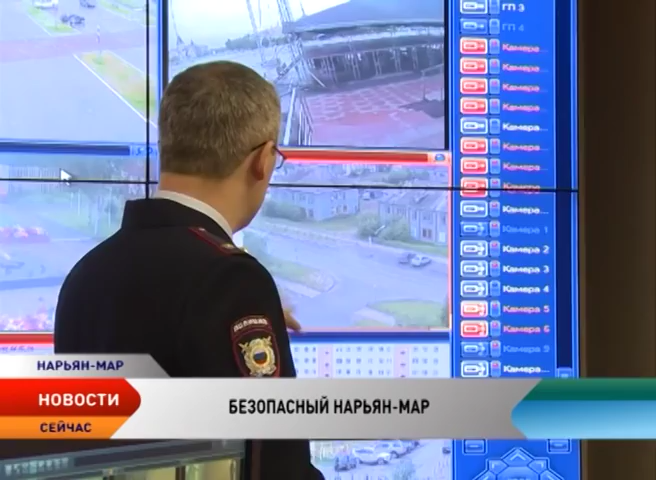 ГП 3
ГП 4
Камера...
Камера...
Камера...
Камера...
Камера...
Камера...
Камера...
Камера...
Камера...
Камера 1
Камера 2
Камера 3
Камера 4
Камера 5
Камера 6
Камера...
ПОЛИЦИЯ
НАРЬЯН-МАР
НОВОСТИ
СЕЙЧАС
БЕЗОПАСНЫЙ НАРЬЯН-МАР